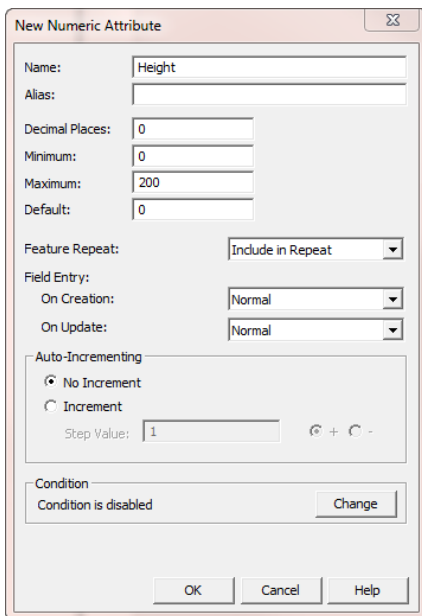 New Numeric Attribute
Name: Height
Alias:
Decimal Places: 0
Minimum: 0
Maximum: 200
Default: 0
Feature Repeat: Include in Repeat
Field Entry:
On Creation: Normal
On Update: Normal
Auto-Incrementing
No Increment
Increment
Step Value: 1 + -
Condition
Condition is disabled Change
OK Cancel Help